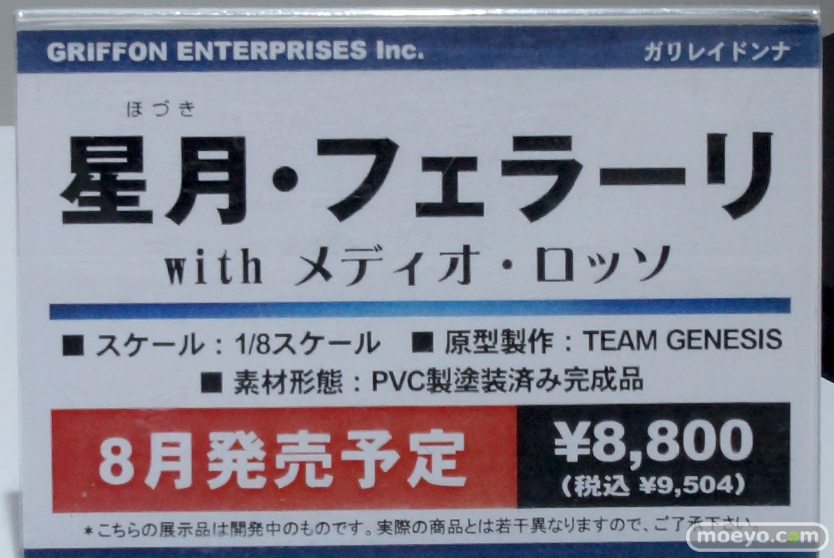 GRIFFON ENTERPRISES Inc. ガリレイドンナ
ほづき
星月・フェラーリ
with メディオ・ロッソ
■ スケール：1/8スケール ■ 原型製作：TEAM GENESIS
■ 素材形態：PVC製塗装済み完成品
8月発売予定 ¥8,800
(税込 ¥9,504)
＊こちらの展示品は開発中のものです。実際の商品とは若干異なりますので、ご了承下さい。
moeyo.com